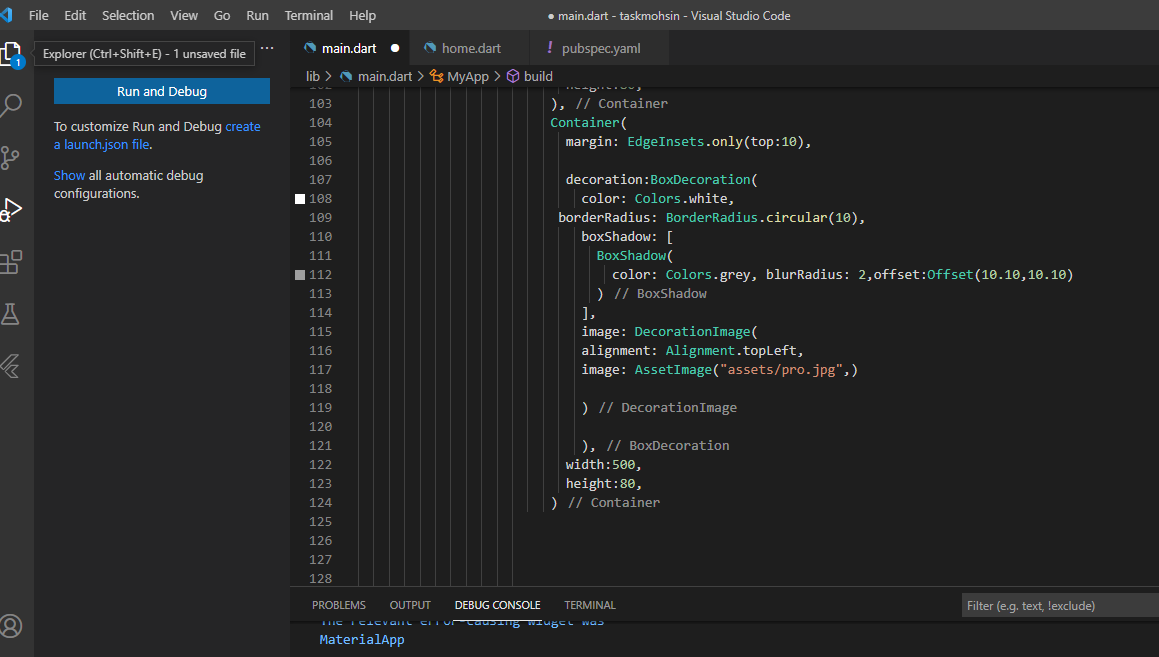 File Edit Selection View Go Run Terminal Help
● main.dart - taskmohsin - Visual Studio Code
Explorer (Ctrl+Shift+E) - 1 unsaved file ···
1
main.dart ●
home.dart
! pubspec.yaml
lib > main.dart > MyApp > build
Run and Debug
To customize Run and Debug create
a launch.json file.
Show all automatic debug
configurations.
102 height:80,
103 ), // Container
104 Container(
105 margin: EdgeInsets.only(top:10),
106
107 decoration:BoxDecoration(
108 color: Colors.white,
109 borderRadius: BorderRadius.circular(10),
110 boxShadow: [
111 BoxShadow(
112 color: Colors.grey, blurRadius: 2,offset:Offset(10.10,10.10)
113 ) // BoxShadow
114 ],
115 image: DecorationImage(
116 alignment: Alignment.topLeft,
117 image: AssetImage("assets/pro.jpg",)
118
119 ) // DecorationImage
120
121 ), // BoxDecoration
122 width:500,
123 height:80,
124 ) // Container
125
126
127
128
PROBLEMS OUTPUT DEBUG CONSOLE TERMINAL
Filter (e.g. text, !exclude)
The relevant error-causing widget was
MaterialApp